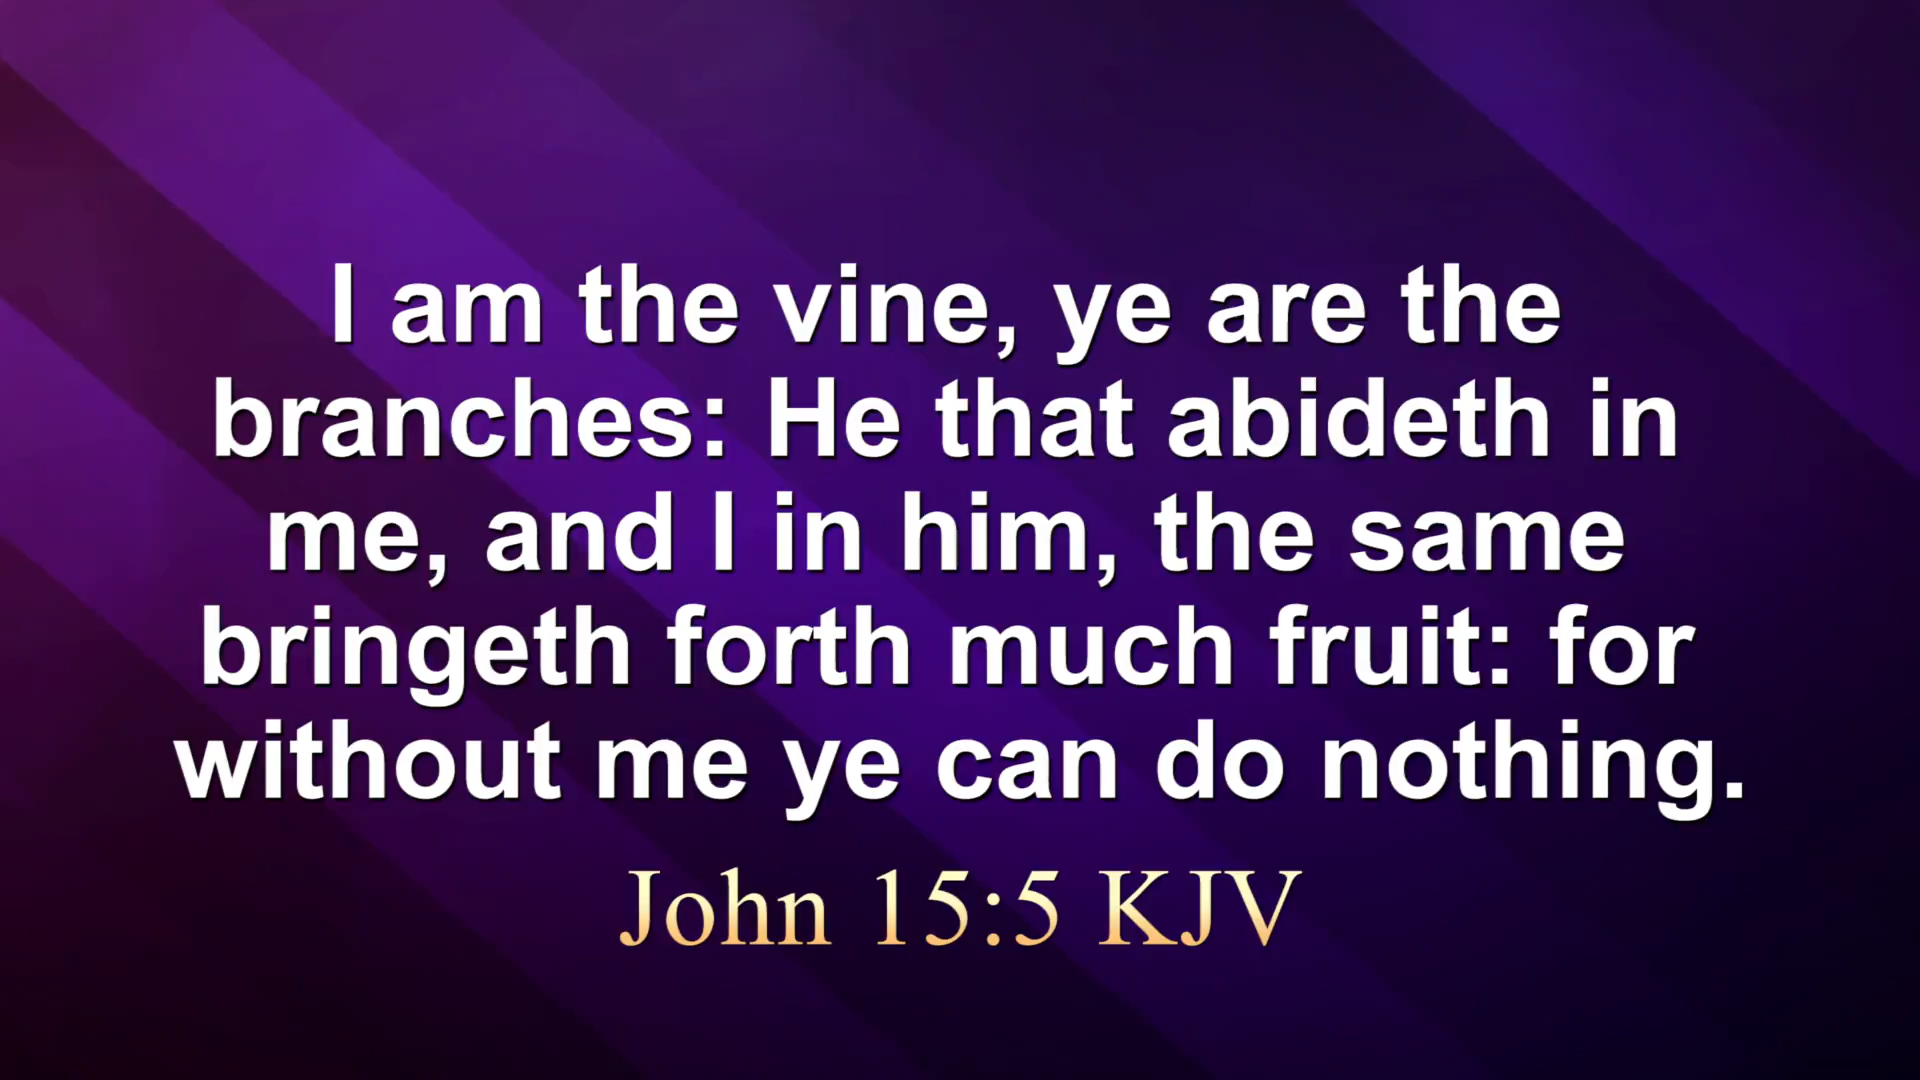 I am the vine, ye are the
branches: He that abideth in
me, and I in him, the same
bringeth forth much fruit: for
without me ye can do nothing.
John 15:5 KJV